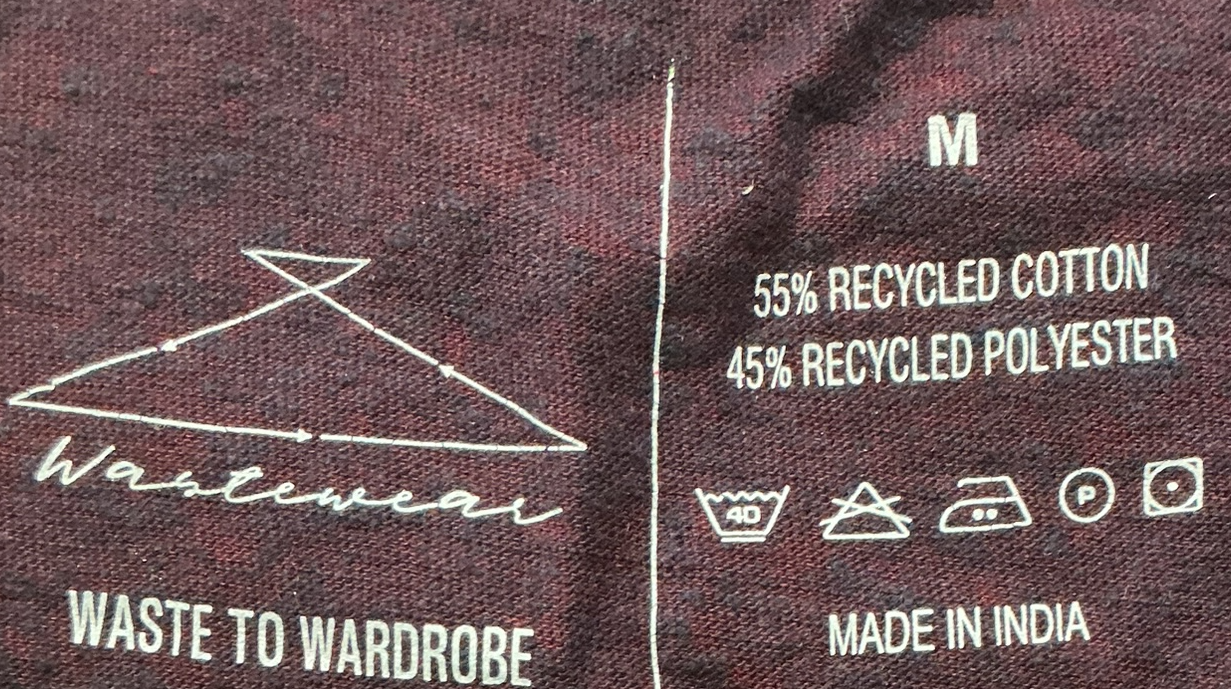 Wastewear
WASTE TO WARDROBE
M
55% RECYCLED COTTON
45% RECYCLED POLYESTER
40 P
MADE IN INDIA